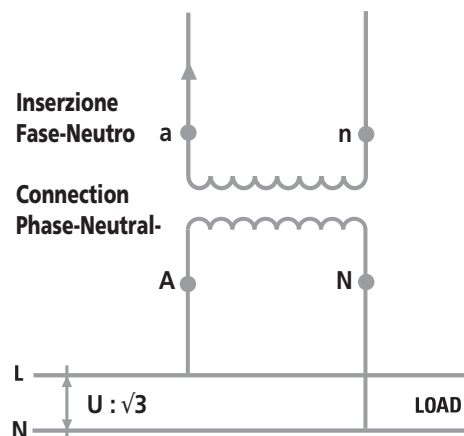 Inserzione
Fase-Neutro
a
n
Connection
Phase-Neutral-
A
N
L
U : √3
LOAD
N